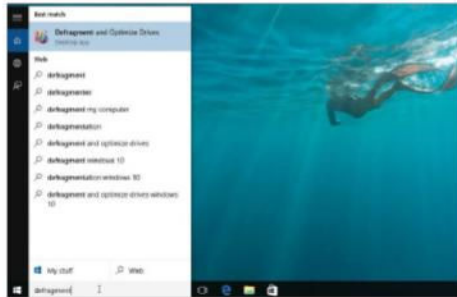 Best match
Defragment and Optimize Drives
Desktop app
Web
defragment
defragmenter
defragment my computer
defragmentation
defragment and optimize drives
defragment windows 10
defragmentation windows 10
defragment and optimize drives windows
10
My stuff
Web
defragment